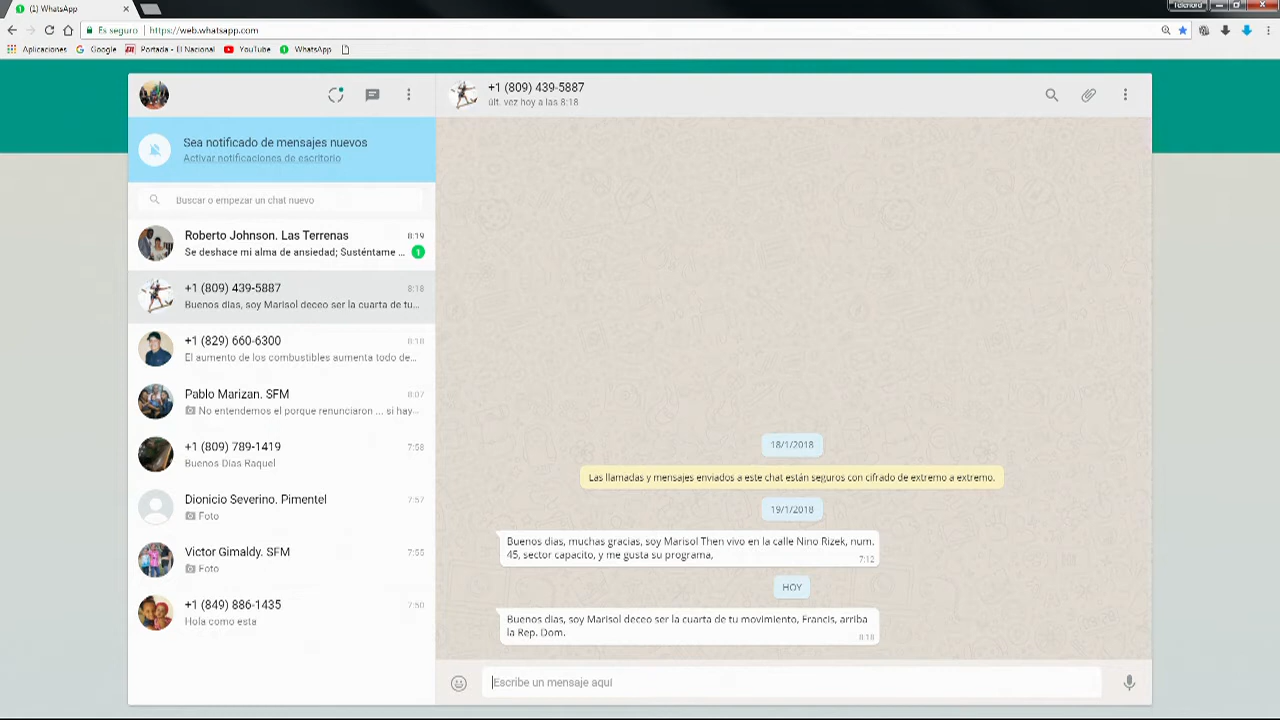 (1) WhatsApp
Telenord
Es seguro | https://web.whatsapp.com
Aplicaciones Google Portada - El Nacional YouTube WhatsApp
+1 (809) 439-5887
últ. vez hoy a las 8:18
Sea notificado de mensajes nuevos
Activar notificaciones de escritorio
Buscar o empezar un chat nuevo
Roberto Johnson. Las Terrenas 8:19
Se deshace mi alma de ansiedad; Susténtame ... 1
+1 (809) 439-5887 8:18
Buenos dias, soy Marisol deceo ser la cuarta de tu...
+1 (829) 660-6300 8:18
El aumento de los combustibles aumenta todo de...
Pablo Marizan. SFM 8:07
No entendemos el porque renunciaron ... si hay...
+1 (809) 789-1419 7:58
Buenos Dias Raquel
Dionicio Severino. Pimentel 7:57
Foto
Victor Gimaldy. SFM 7:55
Foto
+1 (849) 886-1435 7:50
Hola como esta
18/1/2018
Las llamadas y mensajes enviados a este chat están seguros con cifrado de extremo a extremo.
19/1/2018
Buenos dias, muchas gracias, soy Marisol Then vivo en la calle Nino Rizek, num.
45, sector capacito, y me gusta su programa,
7:12
HOY
Buenos dias, soy Marisol deceo ser la cuarta de tu movimiento, Francis, arriba
la Rep. Dom.
8:18
Escribe un mensaje aquí